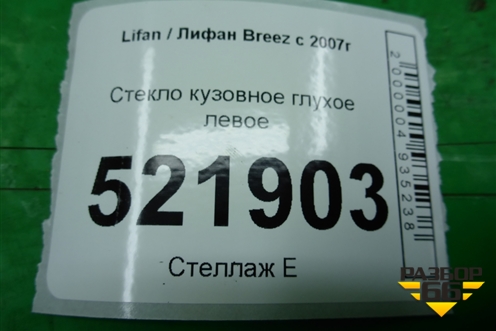 Lifan / Лифан Breez с 2007г
Стекло кузовное глухое
левое
521903
Стеллаж Е
2000004935238
РАЗБОР
66